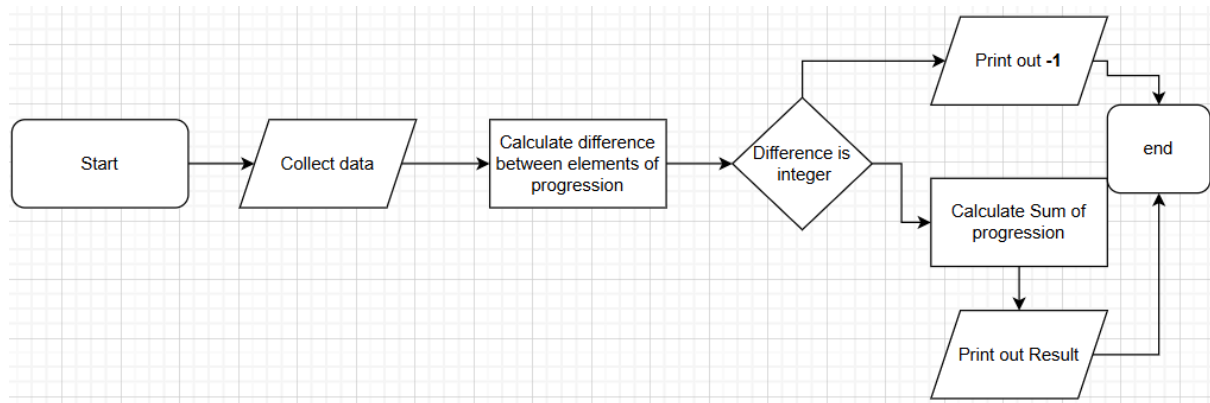 Start
Collect data
Calculate difference
between elements of
progression
Difference is
integer
Print out -1
end
Calculate Sum of
progression
Print out Result